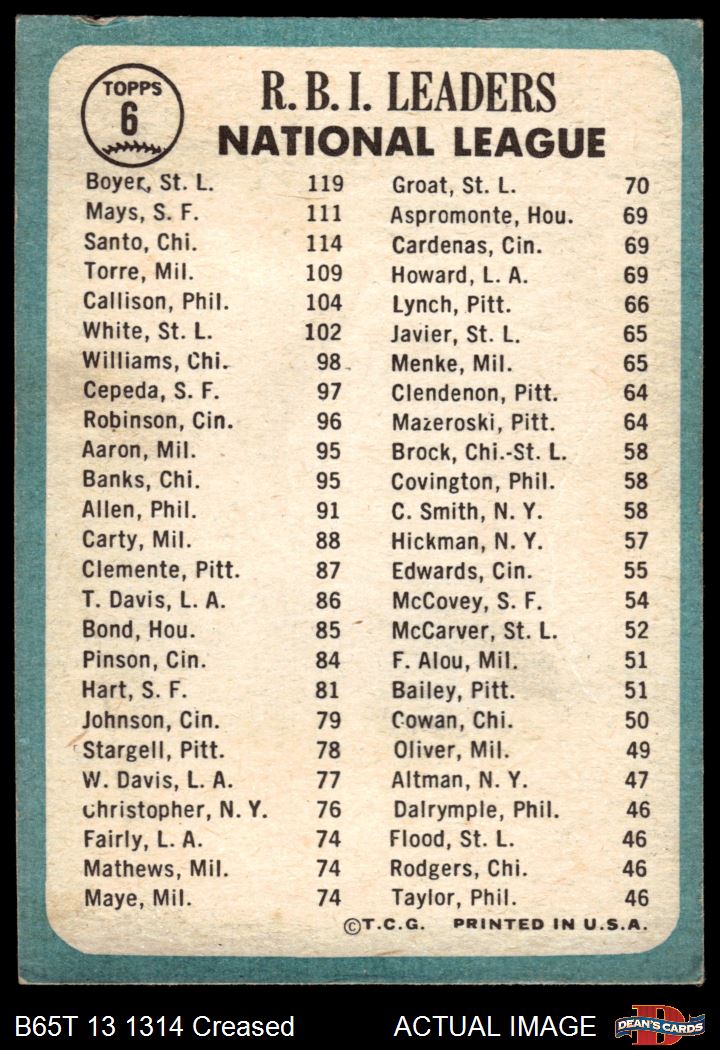 TOPPS
6
R. B. I. LEADERS
NATIONAL LEAGUE
Boyer, St. L. 119
Mays, S. F. 111
Santo, Chi. 114
Torre, Mil. 109
Callison, Phil. 104
White, St. L. 102
Williams, Chi. 98
Cepeda, S. F. 97
Robinson, Cin. 96
Aaron, Mil. 95
Banks, Chi. 95
Allen, Phil. 91
Carty, Mil. 88
Clemente, Pitt. 87
T. Davis, L. A. 86
Bond, Hou. 85
Pinson, Cin. 84
Hart, S. F. 81
Johnson, Cin. 79
Stargell, Pitt. 78
W. Davis, L. A. 77
Christopher, N. Y. 76
Fairly, L. A. 74
Mathews, Mil. 74
Maye, Mil. 74
Groat, St. L. 70
Aspromonte, Hou. 69
Cardenas, Cin. 69
Howard, L. A. 69
Lynch, Pitt. 66
Javier, St. L. 65
Menke, Mil. 65
Clendenon, Pitt. 64
Mazeroski, Pitt. 64
Brock, Chi.-St. L. 58
Covington, Phil. 58
C. Smith, N. Y. 58
Hickman, N. Y. 57
Edwards, Cin. 55
McCovey, S. F. 54
McCarver, St. L. 52
F. Alou, Mil. 51
Bailey, Pitt. 51
Cowan, Chi. 50
Oliver, Mil. 49
Altman, N. Y. 47
Dalrymple, Phil. 46
Flood, St. L. 46
Rodgers, Chi. 46
Taylor, Phil. 46
©T.C.G. PRINTED IN U.S.A.
B65T 13 1314 Creased ACTUAL IMAGE
D
DEAN'S CARDS